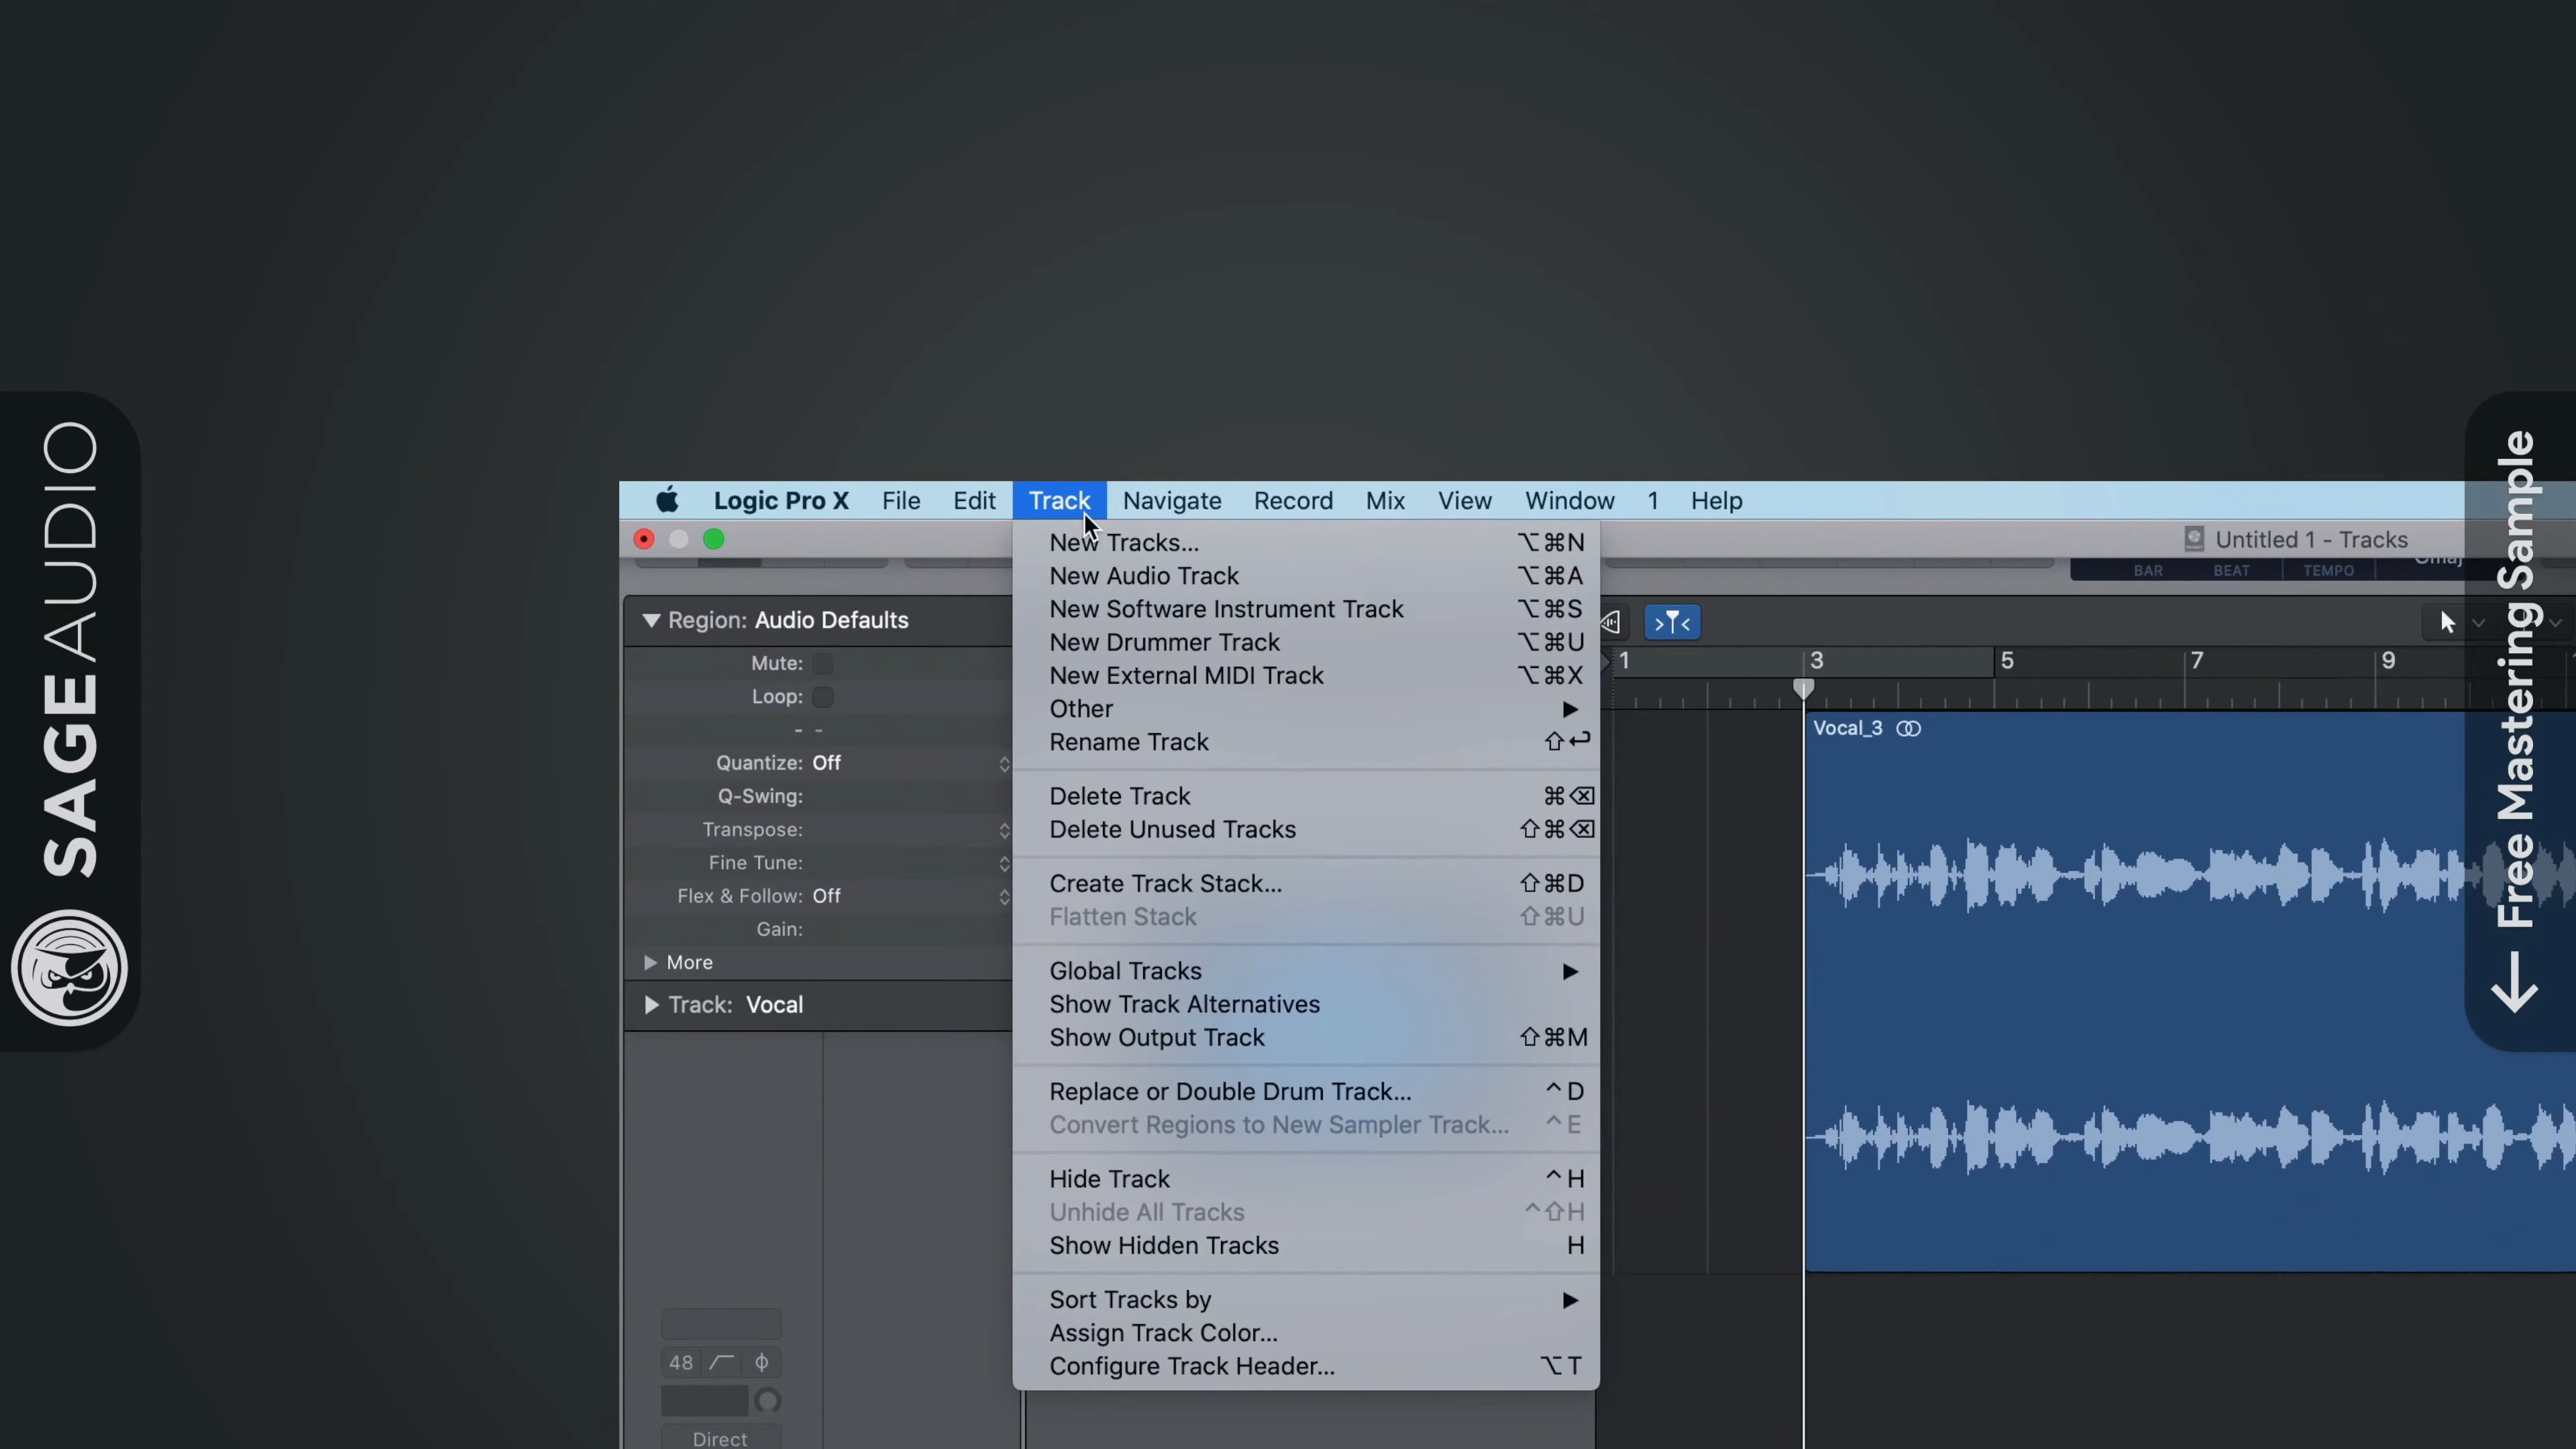 SAGEAUDIO
Logic Pro X File Edit Track Navigate Record Mix View Window 1 Help
Untitled 1 - Tracks
New Tracks... ⌥⌘N
New Audio Track ⌥⌘A
New Software Instrument Track ⌥⌘S
New Drummer Track ⌥⌘U
New External MIDI Track ⌥⌘X
Other ▶
Rename Track ⇧↩
Delete Track ⌘⌫
Delete Unused Tracks ⇧⌘⌫
Create Track Stack... ⇧⌘D
Flatten Stack ⇧⌘U
Global Tracks ▶
Show Track Alternatives
Show Output Track ⇧⌘M
Replace or Double Drum Track... ^D
Convert Regions to New Sampler Track... ^E
Hide Track ^H
Unhide All Tracks ^⇧H
Show Hidden Tracks H
Sort Tracks by ▶
Assign Track Color...
Configure Track Header... ⌥T
Region: Audio Defaults
Mute:
Loop:
- -
Quantize: Off
Q-Swing:
Transpose:
Fine Tune:
Flex & Follow: Off
Gain:
More
Track: Vocal
48
Direct
BAR BEAT TEMPO
1 3 5 7 9
Vocal_3
Free Mastering Sample